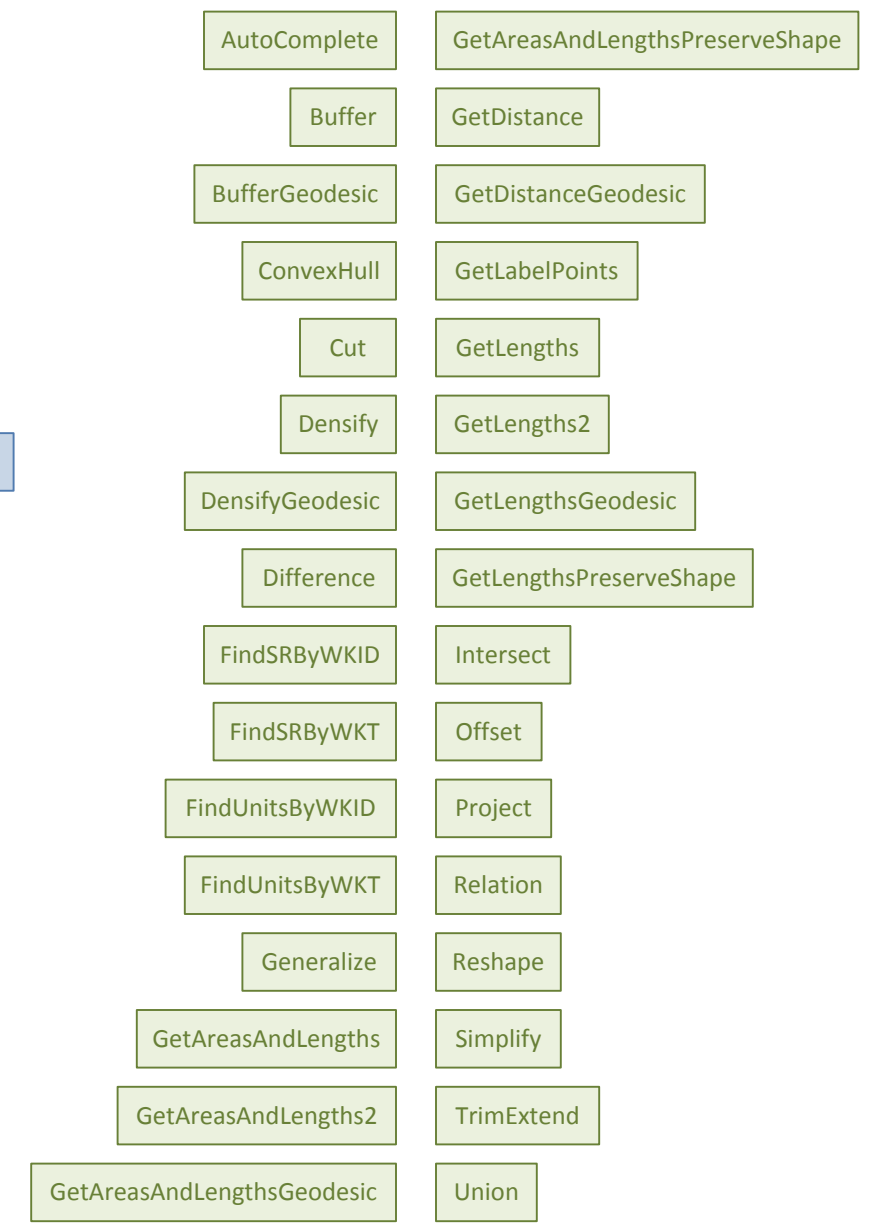 AutoComplete
Buffer
BufferGeodesic
ConvexHull
Cut
Densify
DensifyGeodesic
Difference
FindSRByWKID
FindSRByWKT
FindUnitsByWKID
FindUnitsByWKT
Generalize
GetAreasAndLengths
GetAreasAndLengths2
GetAreasAndLengthsGeodesic
GetAreasAndLengthsPreserveShape
GetDistance
GetDistanceGeodesic
GetLabelPoints
GetLengths
GetLengths2
GetLengthsGeodesic
GetLengthsPreserveShape
Intersect
Offset
Project
Relation
Reshape
Simplify
TrimExtend
Union